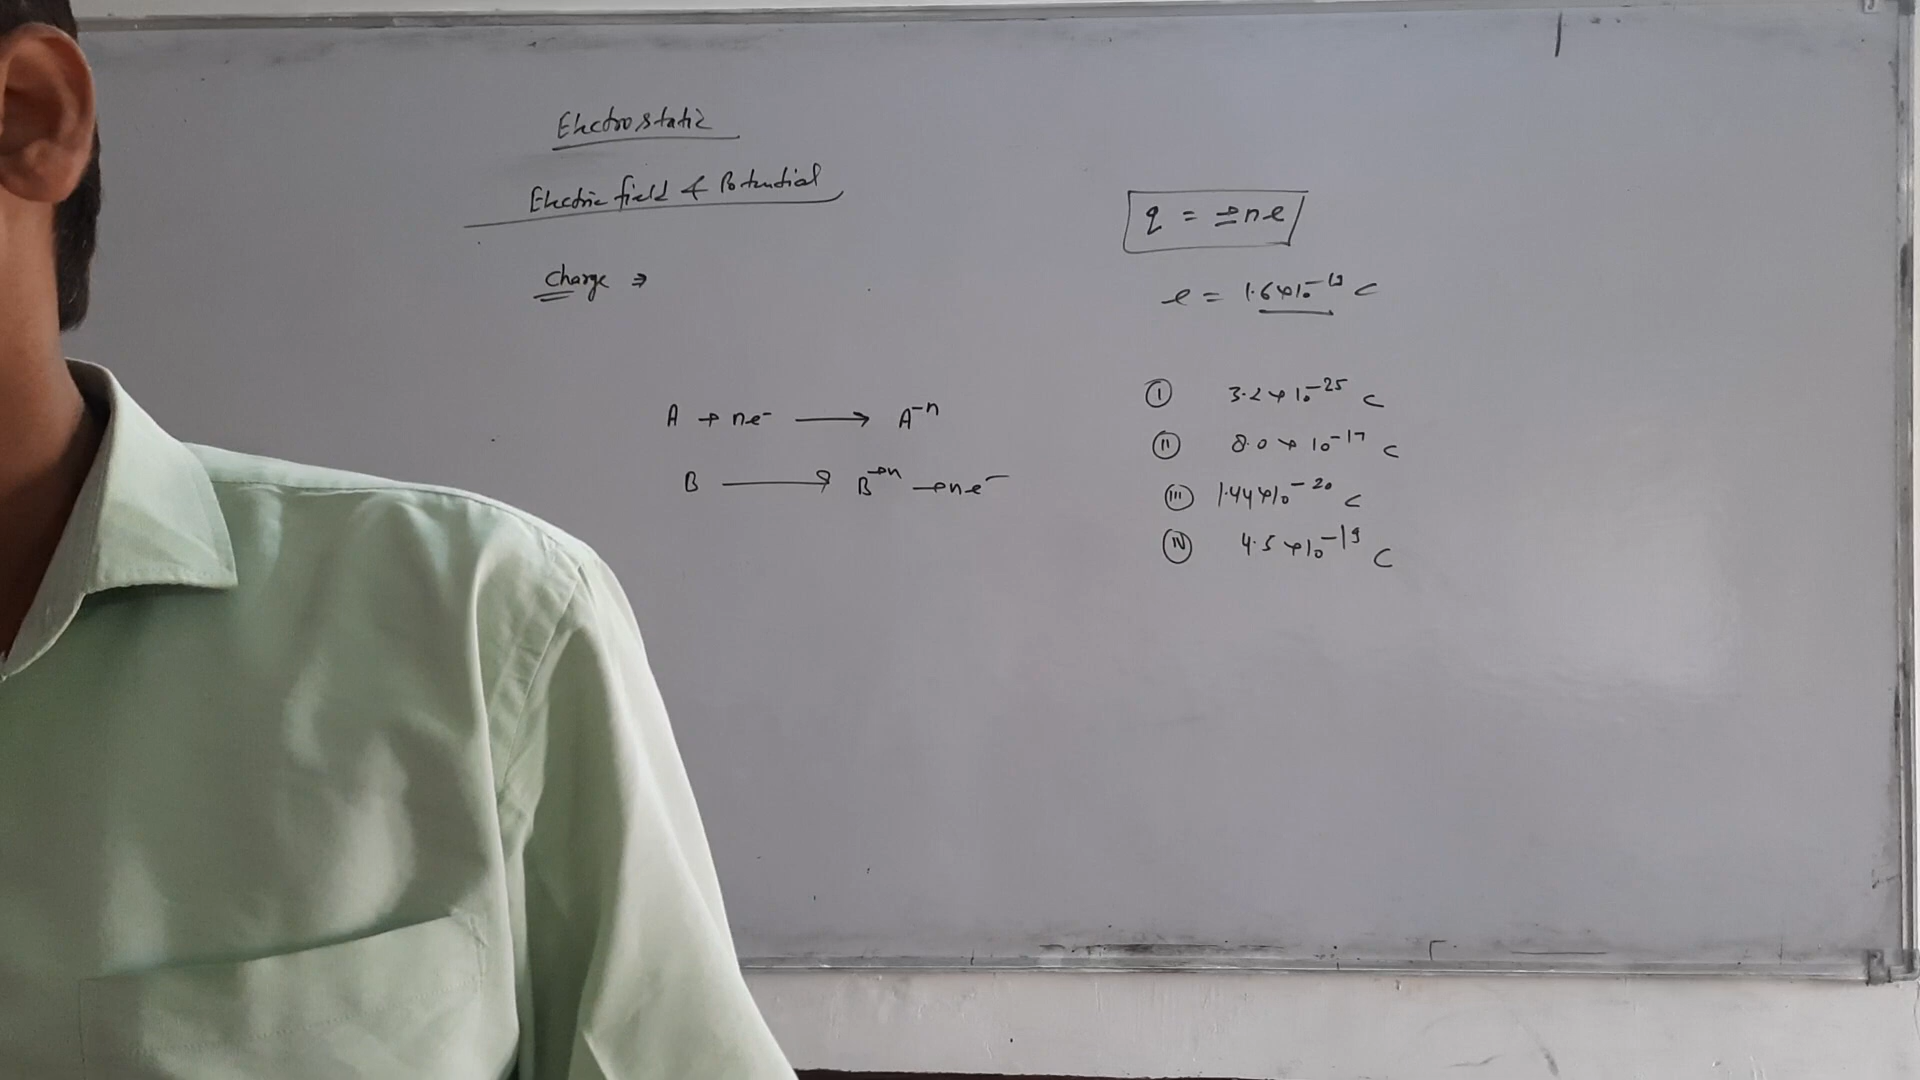 Electrostatic
Electric field & Potential
Charge ⇒
A + ne⁻ ⟶ A⁻ⁿ
B ⟶ B⁺ⁿ + ne⁻
q = ±ne
e = 1.6×10⁻¹⁹ C
(I) 3.2×10⁻²⁵ C
(II) 8.0×10⁻¹⁷ C
(III) 1.44×10⁻²⁰ C
(IV) 4.5×10⁻¹⁹ C